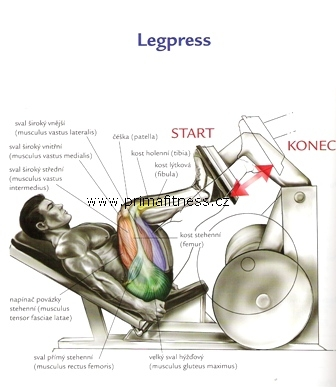 Legpress
sval široký vnější
(musculus vastus lateralis)
čéška (patella)
START
sval široký vnitřní
(musculus vastus medialis)
kost holenní (tibia)
KONEC
kost lýtková
(fibula)
sval široký střední
(musculus vastus
intermedius)
www.primafitness.cz
kost stehenní
(femur)
napínač povázky
stehenní (musculus
tensor fasciae latae)
sval přímý stehenní
(musculus rectus femoris)
velký sval hýžďový
(musculus gluteus maximus)